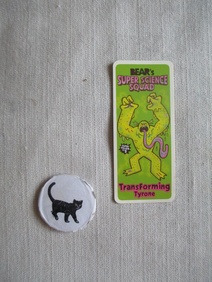 BEAR's
SUPER SCIENCE
SQUAD
TransForming
Tyrone